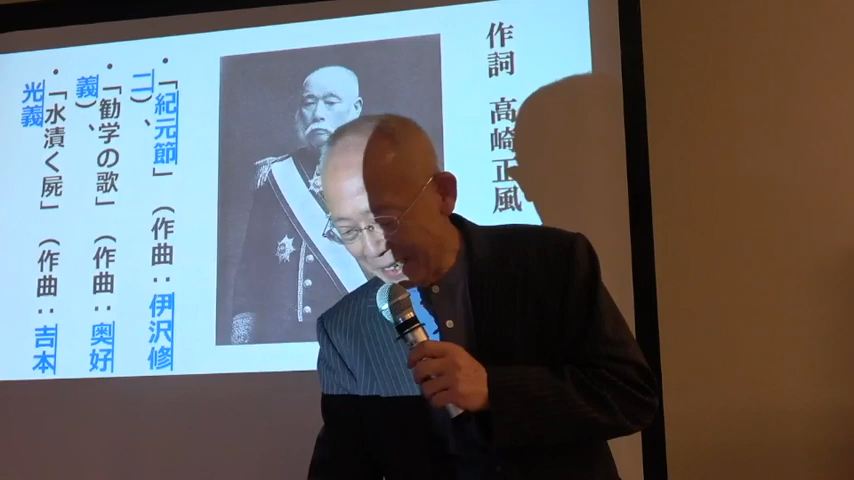 作詞 高崎正風
・「紀元節」（作曲：伊沢修
二）、
・「勧学の歌」（作曲：奥好
義）、
・「水漬く屍」（作曲：吉本
光義